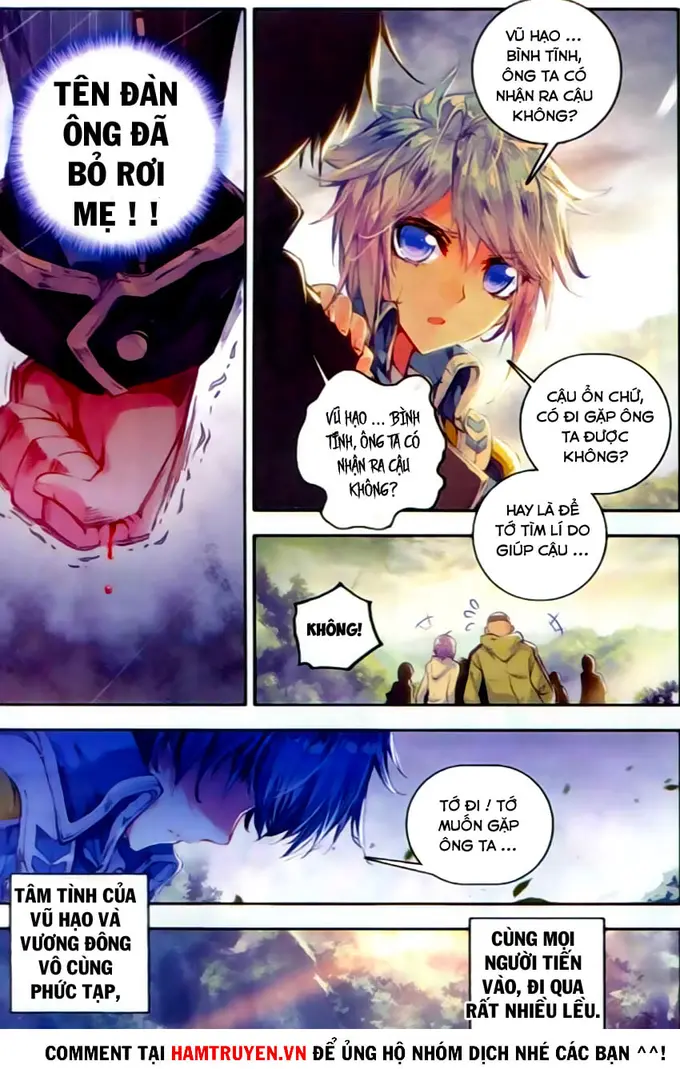 TÊN ĐÀN
ÔNG ĐÃ
BỎ RƠI
MẸ ! !
VŨ HẠO ...
BÌNH TĨNH,
ÔNG TA CÓ
NHẬN RA CẬU
KHÔNG?
VŨ HẠO ... BÌNH
TĨNH, ÔNG TA CÓ
NHẬN RA CẬU
KHÔNG?
CẬU ỔN CHỨ,
CÓ ĐI GẶP ÔNG
TA ĐƯỢC
KHÔNG?
HAY LÀ ĐỂ
TỚ TÌM LÍ DO
GIÚP CẬU ...
KHÔNG!
TỚ ĐI ! TỚ
MUỐN GẶP
ÔNG TA ...
TÂM TÌNH CỦA
VŨ HẠO VÀ
VƯƠNG ĐÔNG
VÔ CÙNG
PHỨC TẠP,
CÙNG MỌI
NGƯỜI TIẾN
VÀO, ĐI QUA
RẤT NHIỀU LỀU.
COMMENT TẠI HAMTRUYEN.VN ĐỂ ỦNG HỘ NHÓM DỊCH NHÉ CÁC BẠN ^^!